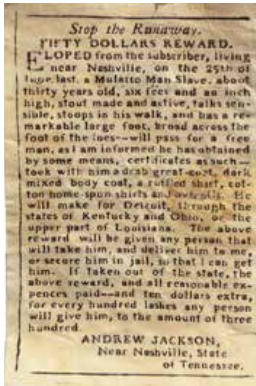 Stop the Runaway.
FIFTY DOLLARS REWARD.
ELOPED from the subscriber, living
near Nashville, on the 25th of
June last, a Mulatto Man Slave, about
thirty years old, six feet and an inch
high, stout made and active, talks sen-
sible, stoops in his walk, and has a re-
markable large foot, broad across the
root of the toes—will pass for a free
man, as I am informed he has obtained
by some means, certificates as such—
took with him a drab great-coat, dark
mixed body coat, a ruffled shirt, cot-
ton home-spun shirts and overalls. He
will make for Detroit, through the
states of Kentucky and Ohio, or the
upper part of Louisiana. The above
reward will be given any person that
will take him, and deliver him to me,
or secure him in jail, so that I can get
him. If taken out of the state, the
above reward, and all reasonable ex-
pences paid—and ten dollars extra,
for every hundred lashes any person
will give him, to the amount of three
hundred.
ANDREW JACKSON,
Near Nashville, State
of Tennessee.